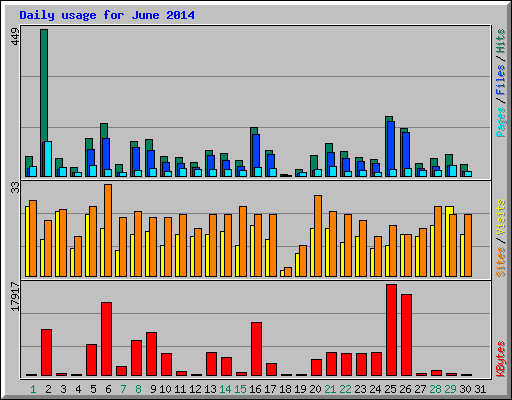 Daily usage for June 2014
449
Pages / Files / Hits
33
Sites / Visits
17917
KBytes
1 2 3 4 5 6 7 8 9 10 11 12 13 14 15 16 17 18 19 20 21 22 23 24 25 26 27 28 29 30 31